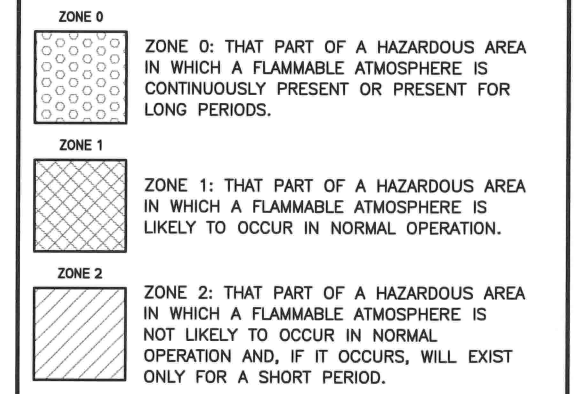 ZONE 0
ZONE 0: THAT PART OF A HAZARDOUS AREA
IN WHICH A FLAMMABLE ATMOSPHERE IS
CONTINUOUSLY PRESENT OR PRESENT FOR
LONG PERIODS.
ZONE 1
ZONE 1: THAT PART OF A HAZARDOUS AREA
IN WHICH A FLAMMABLE ATMOSPHERE IS
LIKELY TO OCCUR IN NORMAL OPERATION.
ZONE 2
ZONE 2: THAT PART OF A HAZARDOUS AREA
IN WHICH A FLAMMABLE ATMOSPHERE IS
NOT LIKELY TO OCCUR IN NORMAL
OPERATION AND, IF IT OCCURS, WILL EXIST
ONLY FOR A SHORT PERIOD.